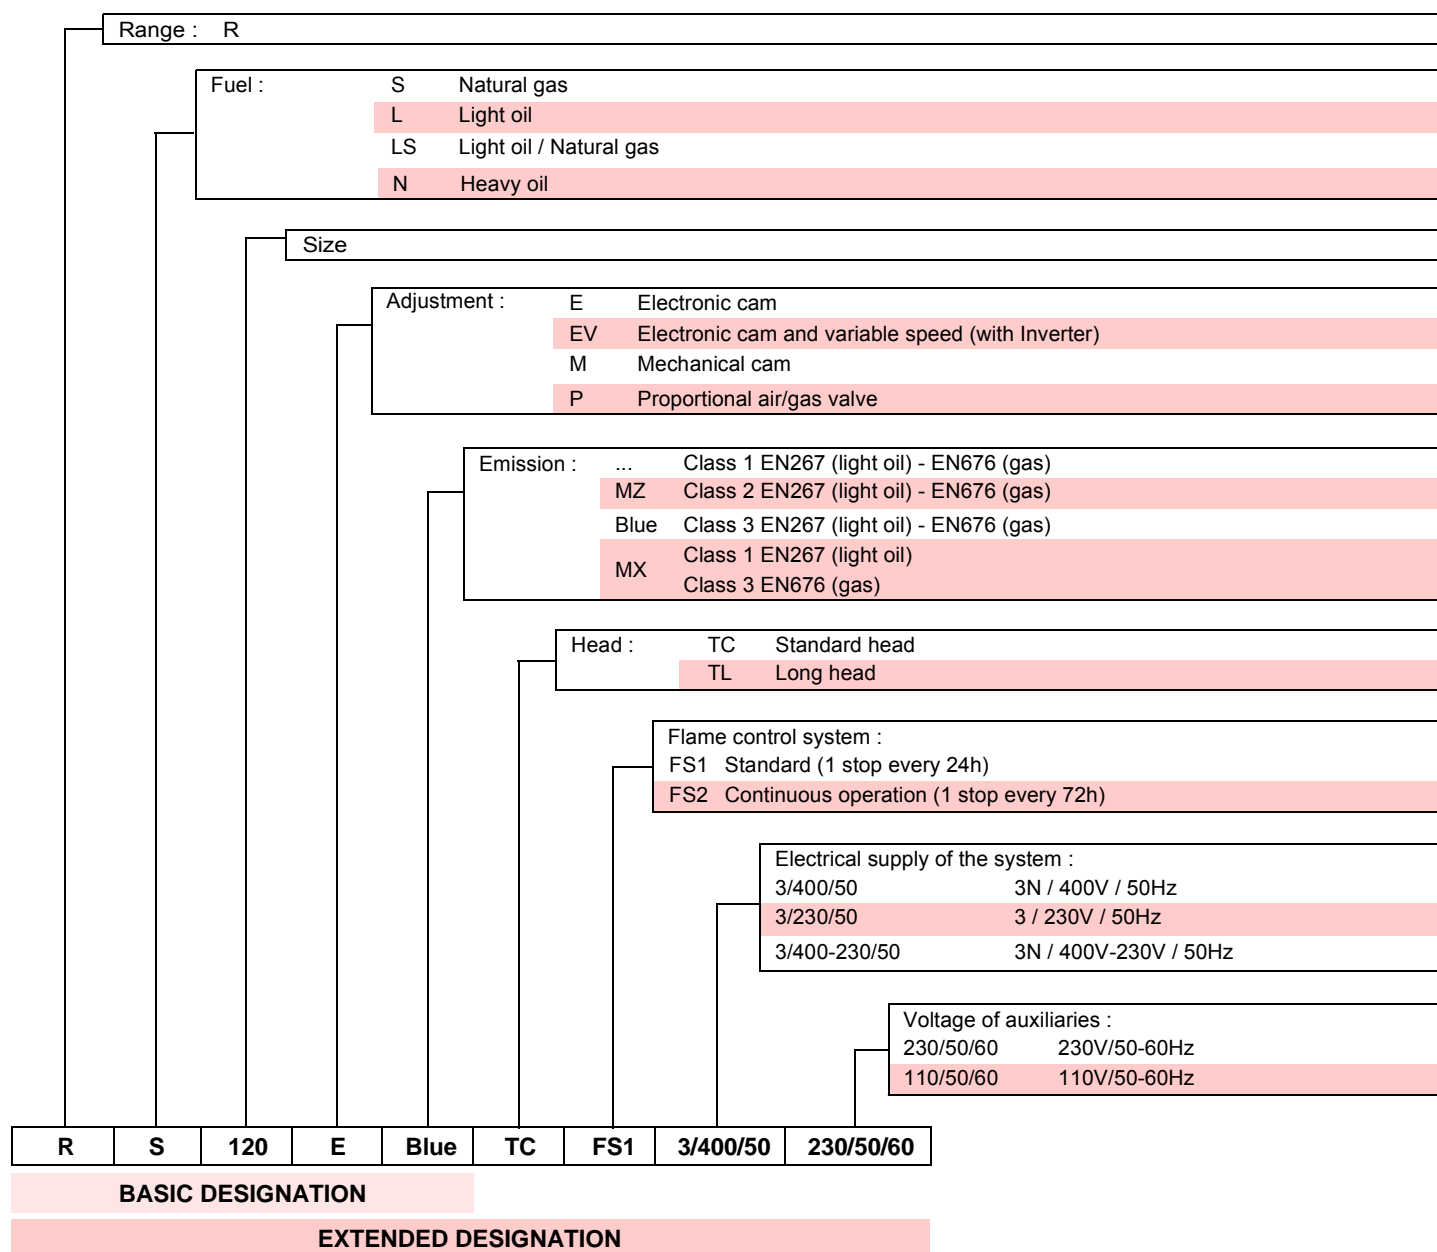 Range : R
Fuel : S Natural gas
L Light oil
LS Light oil / Natural gas
N Heavy oil
Size
Adjustment : E Electronic cam
EV Electronic cam and variable speed (with Inverter)
M Mechanical cam
P Proportional air/gas valve
Emission : ... Class 1 EN267 (light oil) - EN676 (gas)
MZ Class 2 EN267 (light oil) - EN676 (gas)
Blue Class 3 EN267 (light oil) - EN676 (gas)
MX Class 1 EN267 (light oil)
Class 3 EN676 (gas)
Head : TC Standard head
TL Long head
Flame control system :
FS1 Standard (1 stop every 24h)
FS2 Continuous operation (1 stop every 72h)
Electrical supply of the system :
3/400/50 3N / 400V / 50Hz
3/230/50 3 / 230V / 50Hz
3/400-230/50 3N / 400V-230V / 50Hz
Voltage of auxiliaries :
230/50/60 230V/50-60Hz
110/50/60 110V/50-60Hz
R S 120 E Blue TC FS1 3/400/50 230/50/60
BASIC DESIGNATION
EXTENDED DESIGNATION